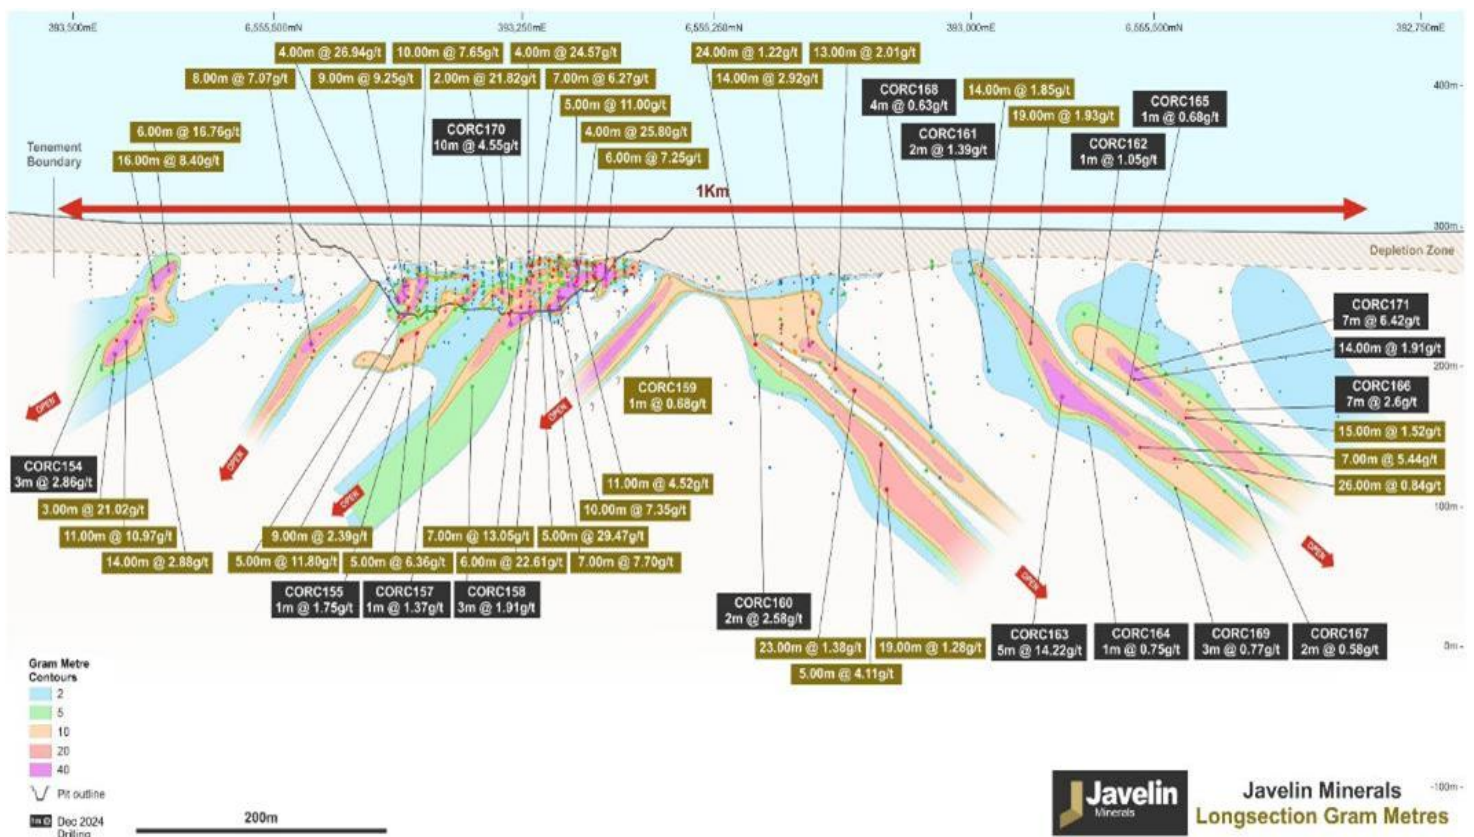 393,500mE
6,555,500mN
393,250mE
6,555,250mN
393,000mE
6,565,500mN
392,750mE
4.00m @ 26.94g/t
10.00m @ 7.65g/t
4.00m @ 24.57g/t
24.00m @ 1.22g/t
13.00m @ 2.01g/t
8.00m @ 7.07g/t
9.00m @ 9.25g/t
2.00m @ 21.82g/t
7.00m @ 6.27g/t
14.00m @ 2.92g/t
CORC168
4m @ 0.63g/t
14.00m @ 1.85g/t
CORC165
1m @ 0.68g/t
400m
5.00m @ 11.00g/t
19.00m @ 1.93g/t
6.00m @ 16.76g/t
CORC170
10m @ 4.55g/t
4.00m @ 25.80g/t
CORC161
2m @ 1.39g/t
CORC162
1m @ 1.05g/t
Tenement
Boundary
16.00m @ 8.40g/t
6.00m @ 7.25g/t
1Km
300m
Depletion Zone
CORC171
7m @ 6.42g/t
14.00m @ 1.91g/t
200m
CORC159
1m @ 0.68g/t
CORC166
7m @ 2.6g/t
OPEN
OPEN
15.00m @ 1.52g/t
OPEN
7.00m @ 5.44g/t
CORC154
3m @ 2.86g/t
OPEN
11.00m @ 4.52g/t
26.00m @ 0.84g/t
3.00m @ 21.02g/t
10.00m @ 7.35g/t
100m
11.00m @ 10.97g/t
9.00m @ 2.39g/t
7.00m @ 13.05g/t
5.00m @ 29.47g/t
OPEN
14.00m @ 2.88g/t
5.00m @ 11.80g/t
5.00m @ 6.36g/t
6.00m @ 22.61g/t
7.00m @ 7.70g/t
OPEN
CORC155
1m @ 1.75g/t
CORC157
1m @ 1.37g/t
CORC158
3m @ 1.91g/t
CORC160
2m @ 2.58g/t
23.00m @ 1.38g/t
19.00m @ 1.28g/t
5.00m @ 4.11g/t
CORC163
5m @ 14.22g/t
CORC164
1m @ 0.75g/t
CORC169
3m @ 0.77g/t
CORC167
2m @ 0.58g/t
0m
Gram Metre
Contours
2
5
10
20
40
Pit outline
Dec 2024
Drilling
200m
Javelin
Minerals
Javelin Minerals
Longsection Gram Metres
-100m